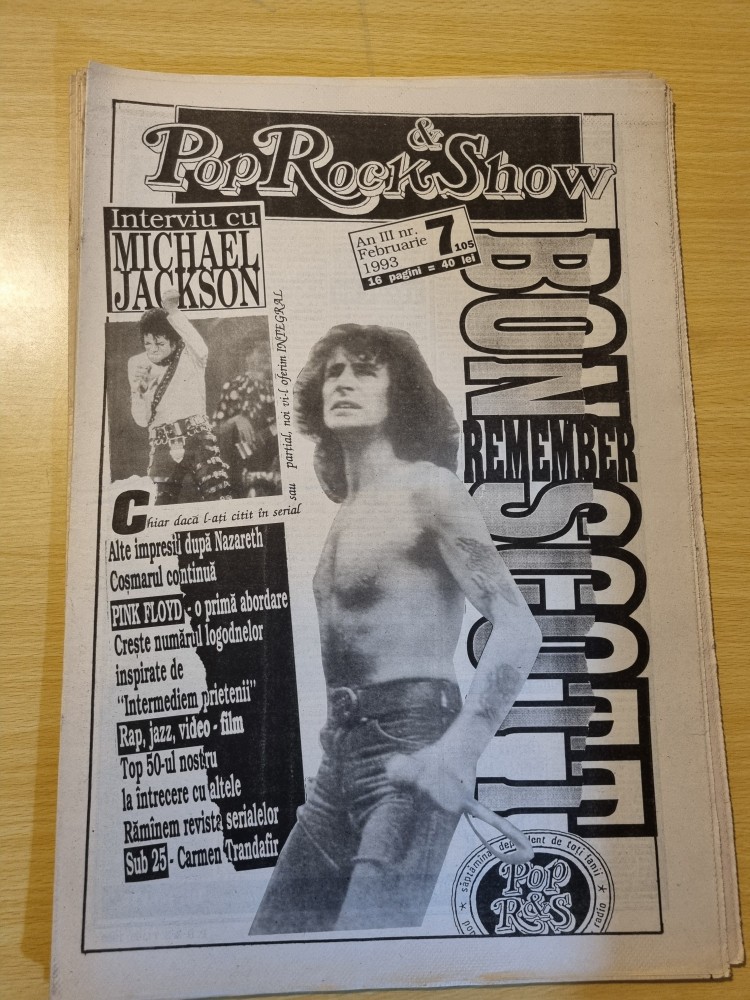 Pop Rock & Show
Interviu cu
MICHAEL
JACKSON
An III nr. 7 105
Februarie
1993
16 pagini = 40 lei
BON SCOTT
REMEMBER
Chiar dacă l-ați citit în serial
sau parțial, noi vi-l oferim INTEGRAL
Alte impresii după Nazareth
Coșmarul continuă
PINK FLOYD - o primă abordare
Crește numărul logodnelor
inspirate de
"Intermediem prietenii"
Rap, jazz, video - film
Top 50-ul nostru
la întrecere cu altele
Rămînem revista serialelor
Sub 25 - Carmen Trandafir
dependent de toți fanii
radio
POP
R&S